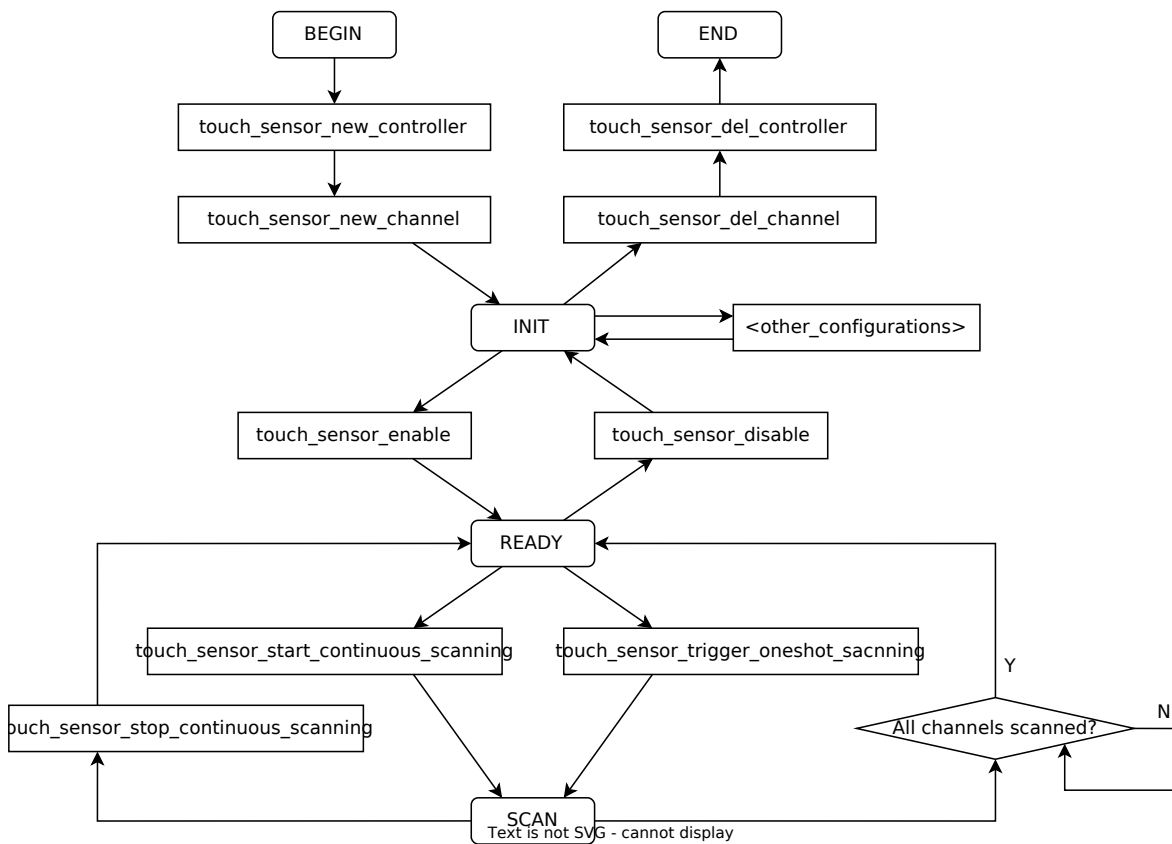 BEGIN
END
touch_sensor_new_controller
touch_sensor_del_controller
touch_sensor_new_channel
touch_sensor_del_channel
INIT
<other_configurations>
touch_sensor_enable
touch_sensor_disable
READY
touch_sensor_start_continuous_scanning
touch_sensor_trigger_oneshot_sacnning
Y
touch_sensor_stop_continuous_scanning
All channels scanned?
N
SCAN
Text is not SVG - cannot display